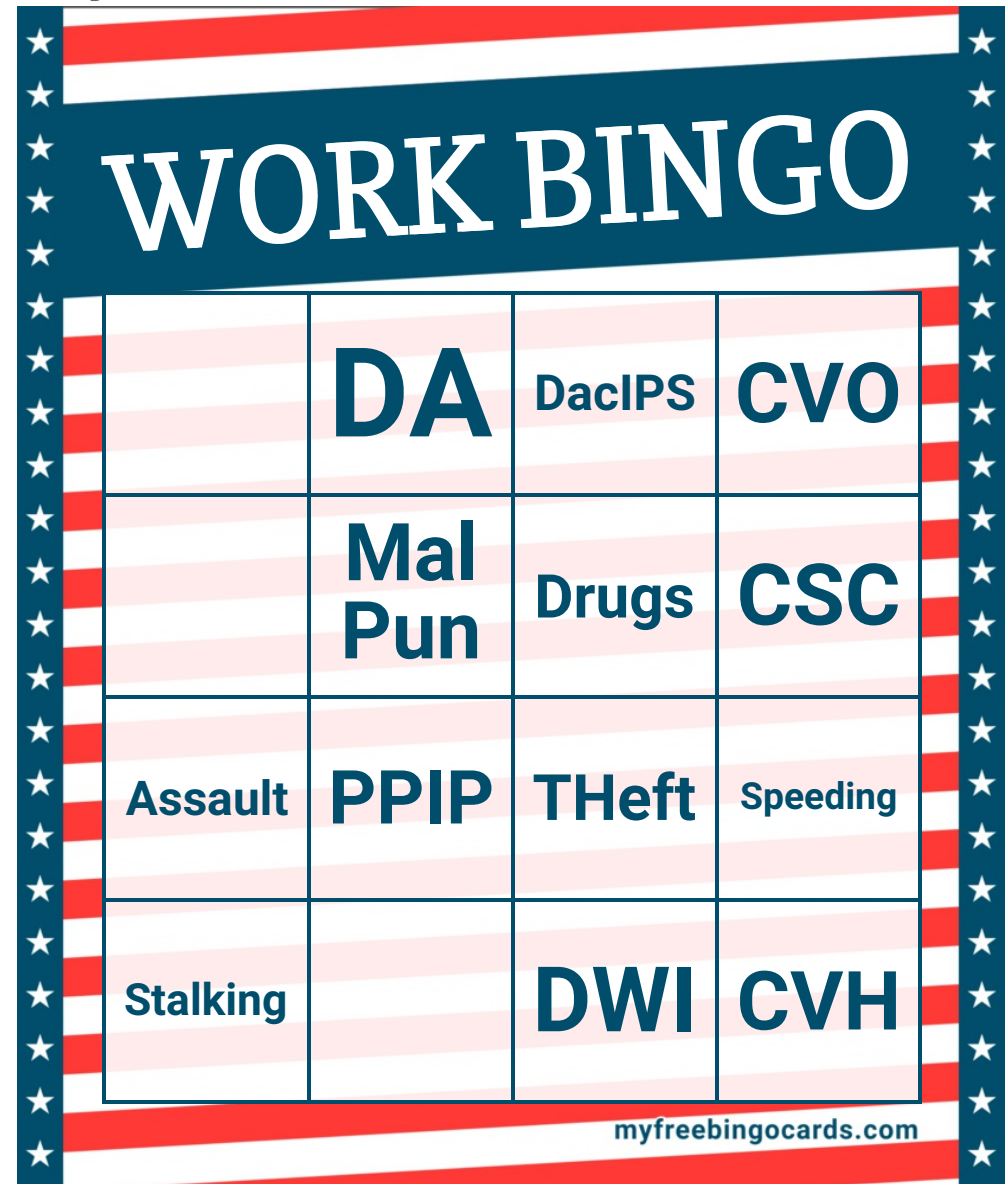 WORK BINGO
DA
DacIPS
CVO
Mal
Pun
Drugs
CSC
Assault
PPIP
THeft
Speeding
Stalking
DWI
CVH
myfreebingocards.com